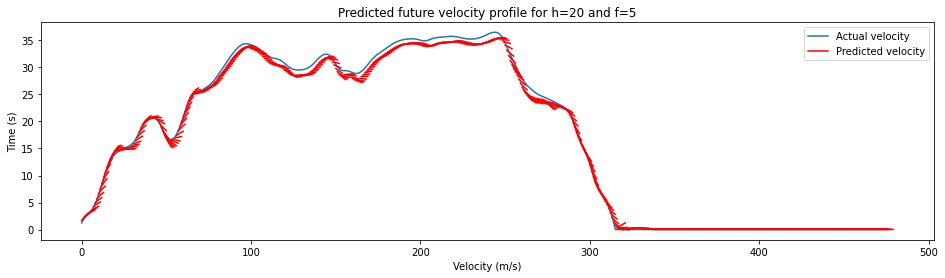 Predicted future velocity profile for h=20 and f=5
Actual velocity
Predicted velocity
Time (s)
35
30
25
20
15
10
5
0
0 100 200 300 400 500
Velocity (m/s)